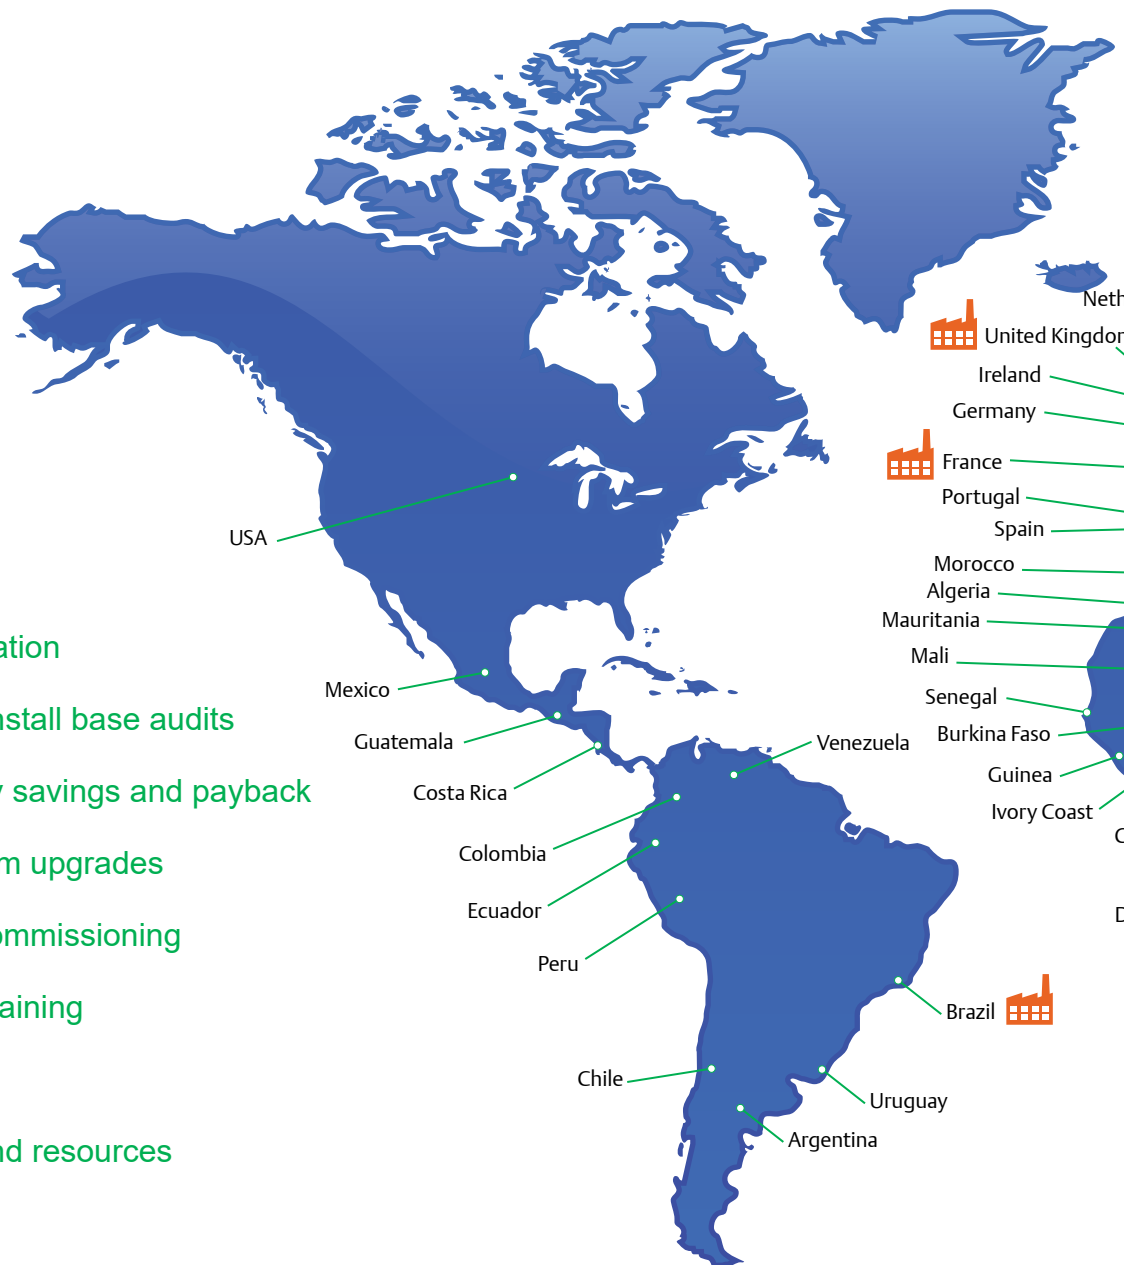 Neth
United Kingdor
Ireland
Germany
France
Portugal
USA
Spain
Morocco
Algeria
Mauritania
ation
Mali
Mexico
Senegal
nstall base audits
Burkina Faso
Guatemala
Venezuela
Guinea
y savings and payback
Costa Rica
Ivory Coast
C
Colombia
m upgrades
Ecuador
D
ommissioning
Peru
aining
Brazil
Chile
Uruguay
Argentina
nd resources